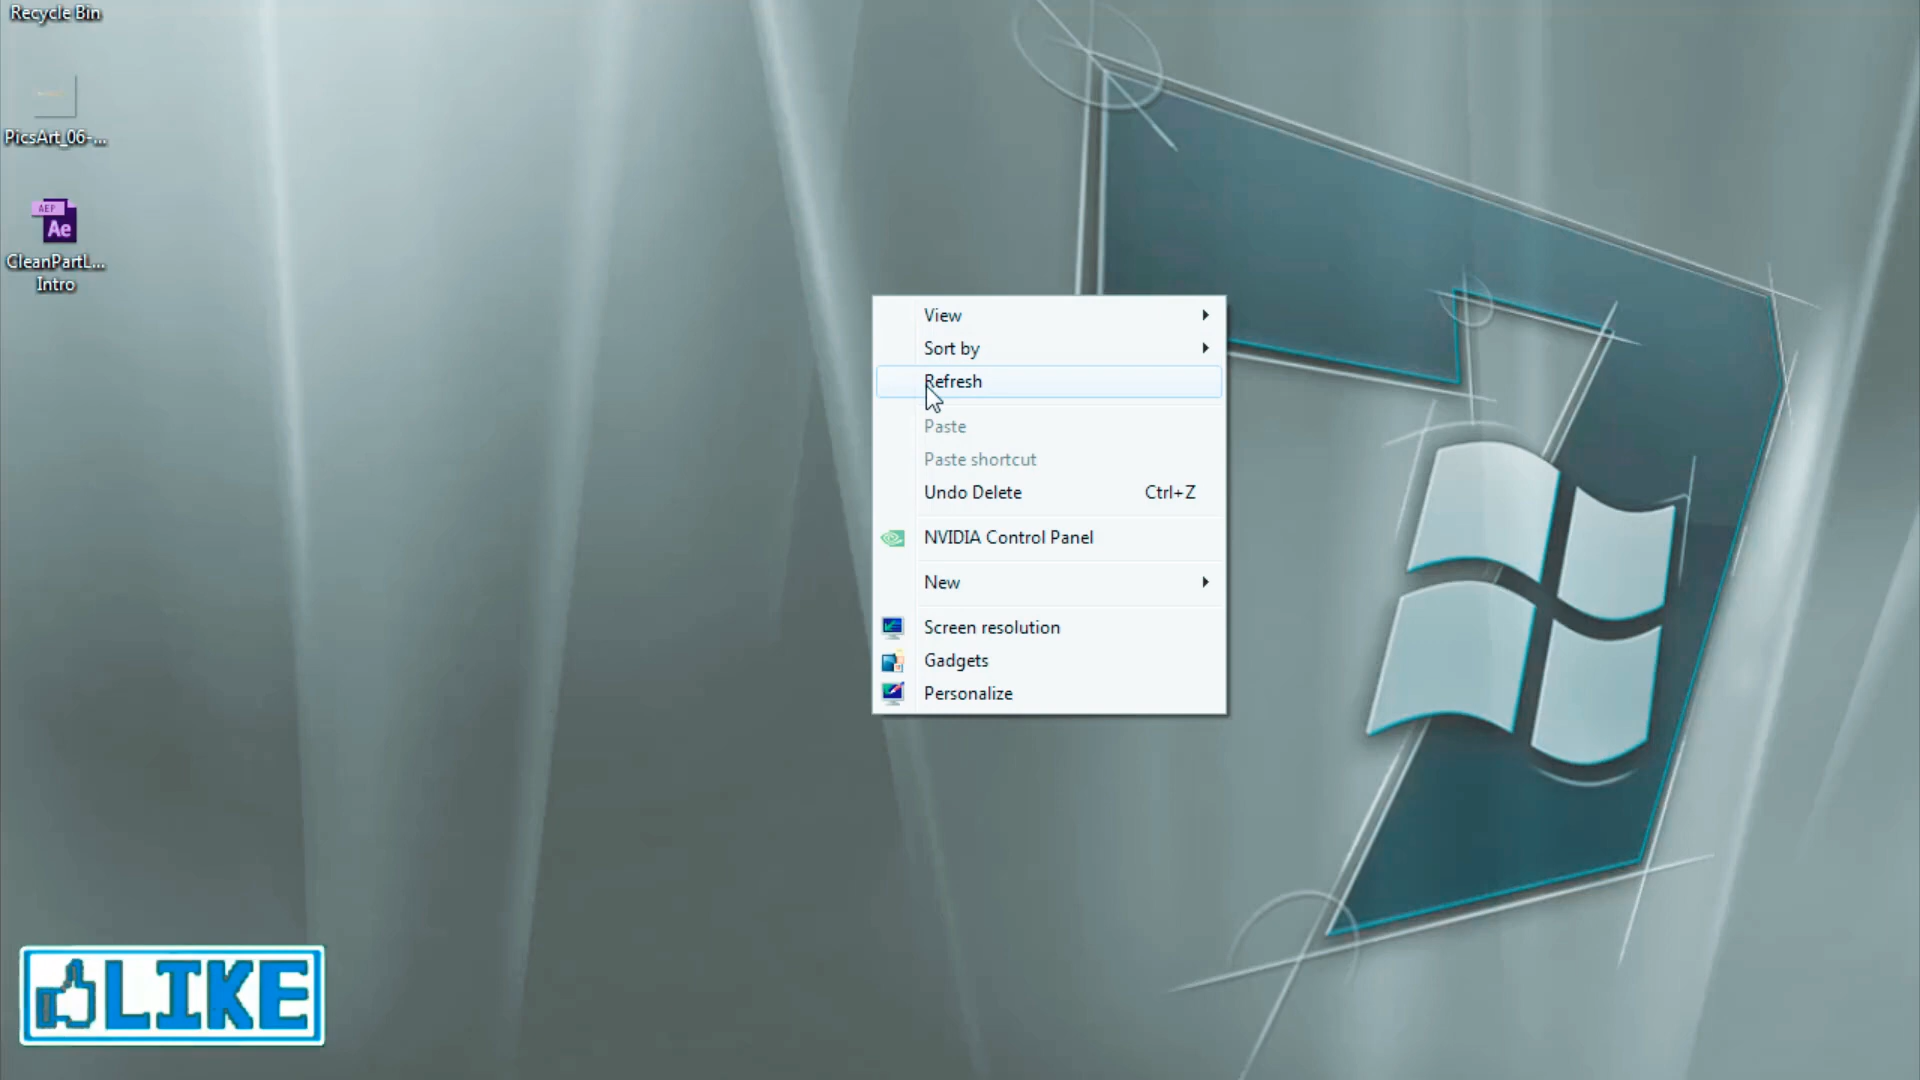 Recycle Bin
PicsArt_06-...
AEP
Ae
CleanPartL...
Intro
View
Sort by
Refresh
Paste
Paste shortcut
Undo Delete Ctrl+Z
NVIDIA Control Panel
New
Screen resolution
Gadgets
Personalize
LIKE